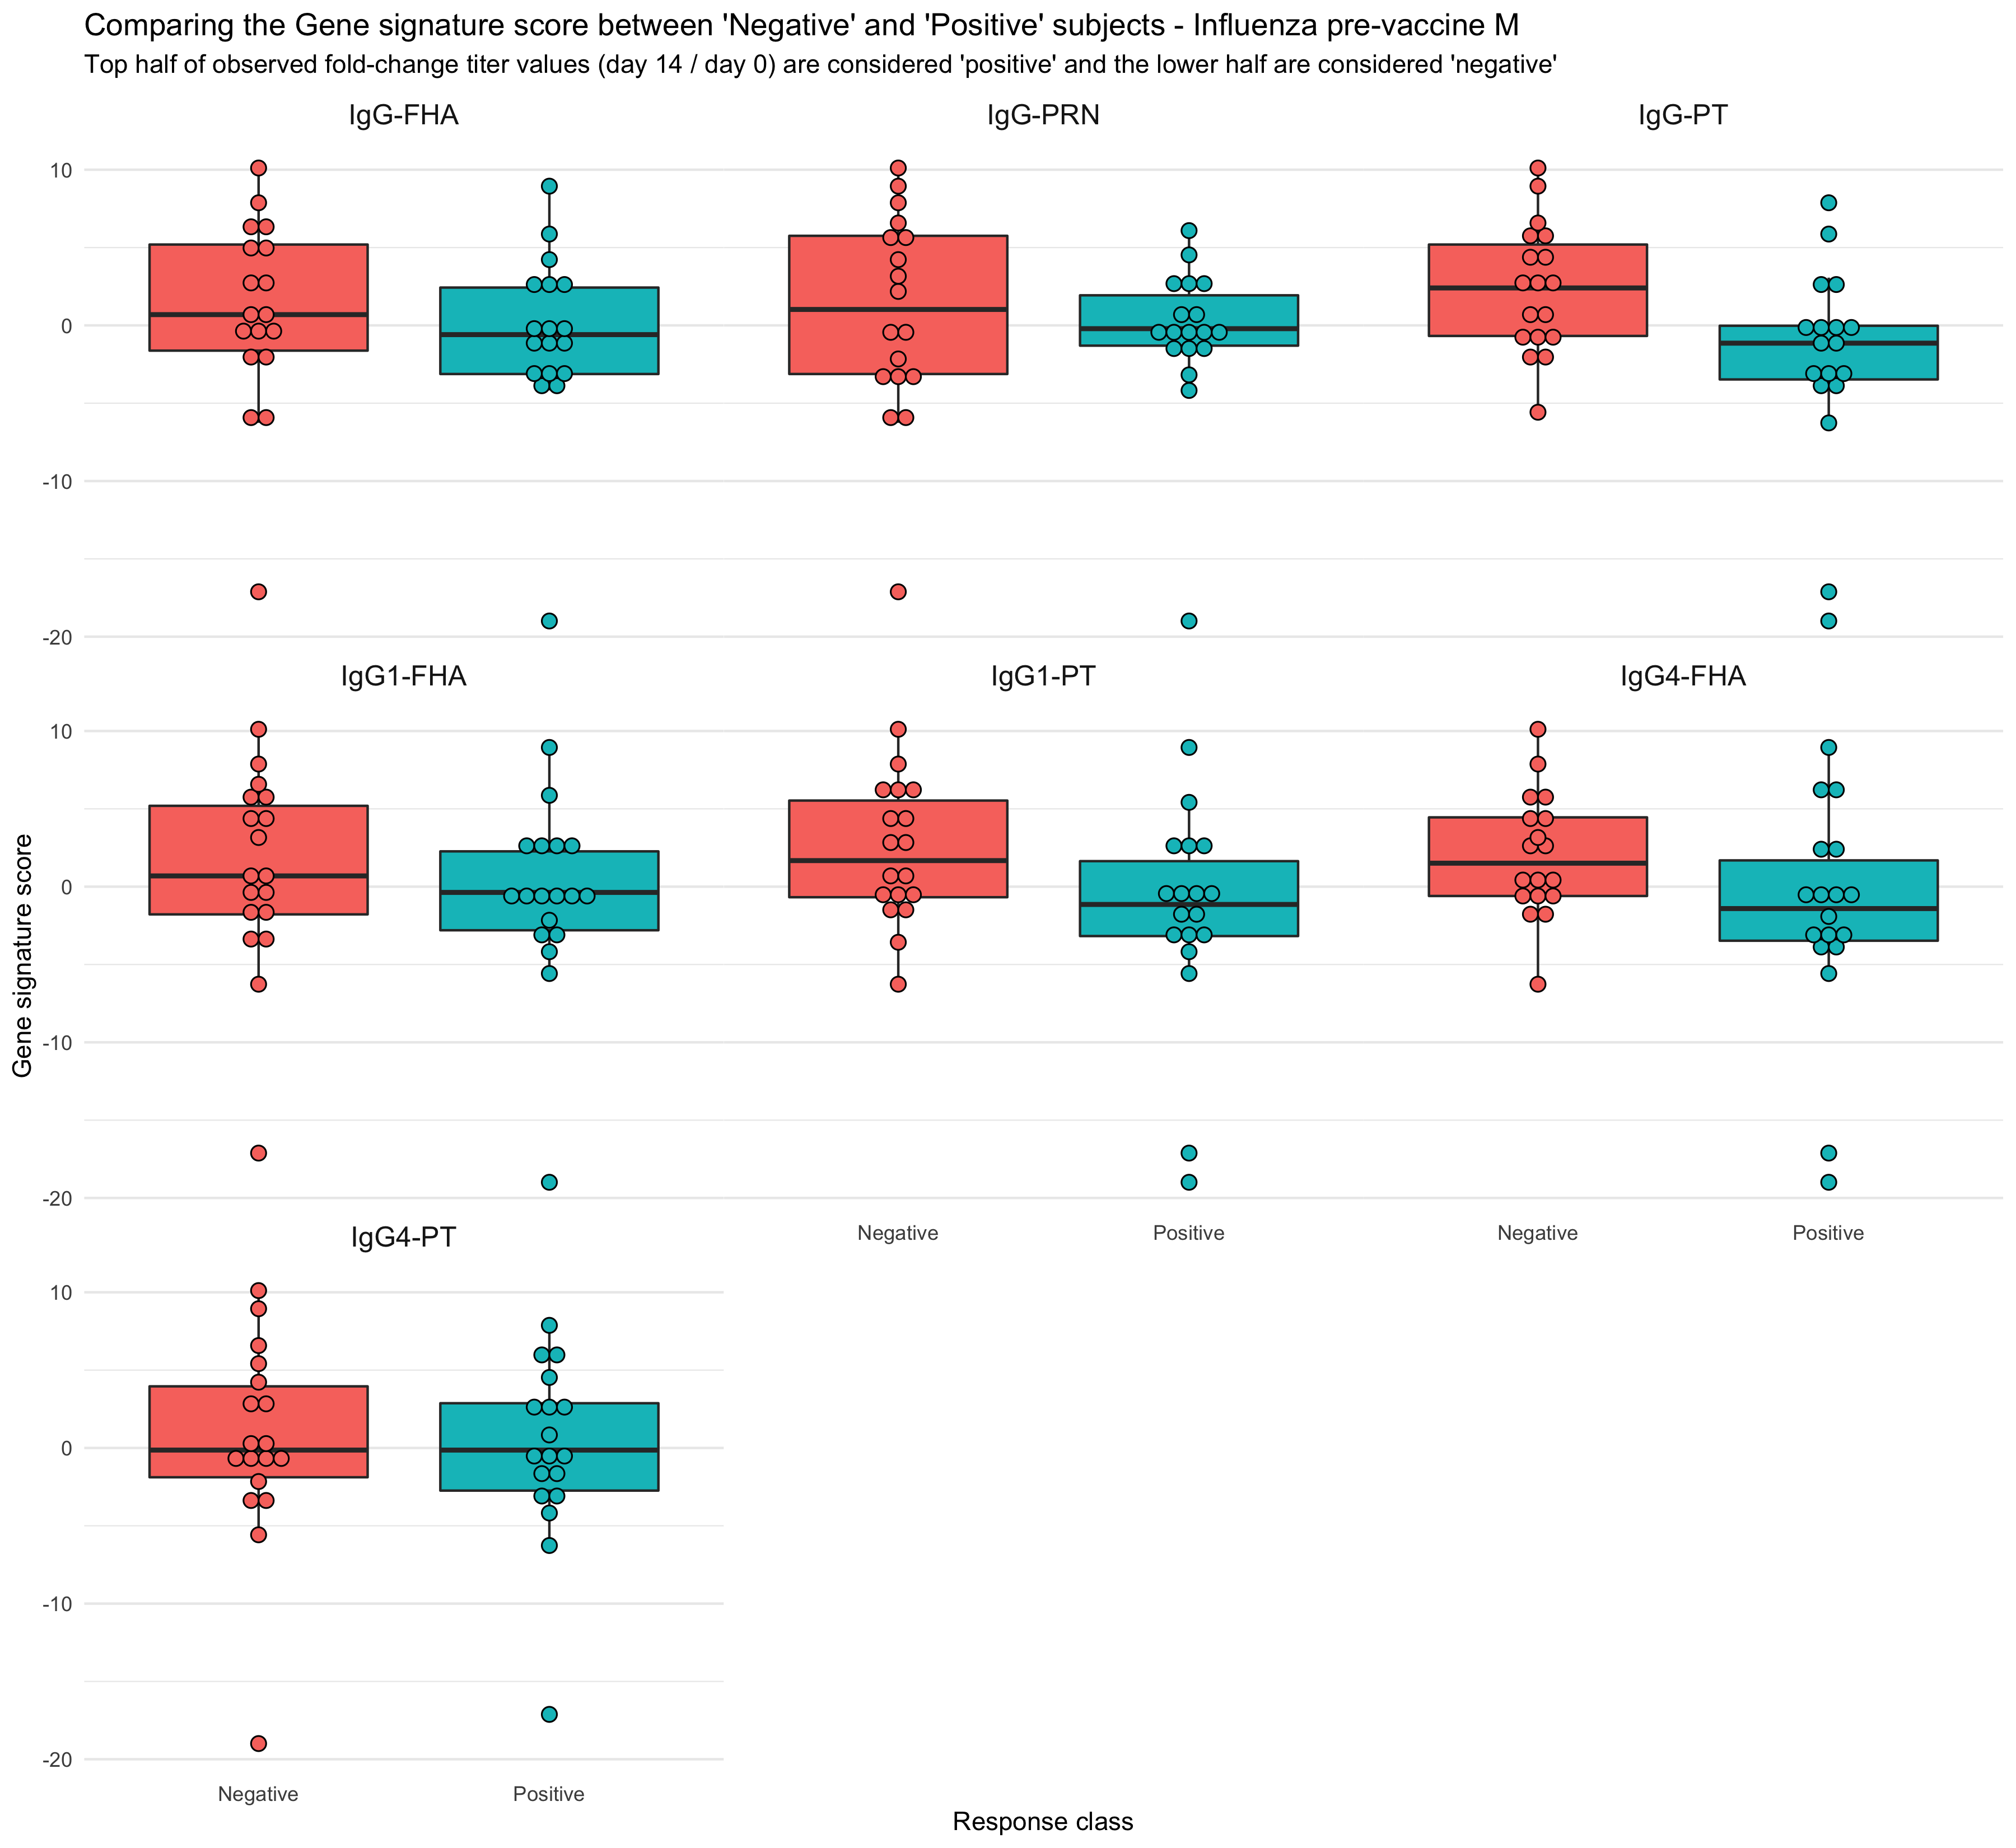 Comparing the Gene signature score between 'Negative' and 'Positive' subjects - Influenza pre-vaccine M
Top half of observed fold-change titer values (day 14 / day 0) are considered 'positive' and the lower half are considered 'negative'
IgG-FHA IgG-PRN IgG-PT
10
0
-10
-20
IgG1-FHA IgG1-PT IgG4-FHA
10
0
-10
-20
Gene signature score
Negative Positive Negative Positive
IgG4-PT
10
0
-10
-20
Negative Positive
Response class